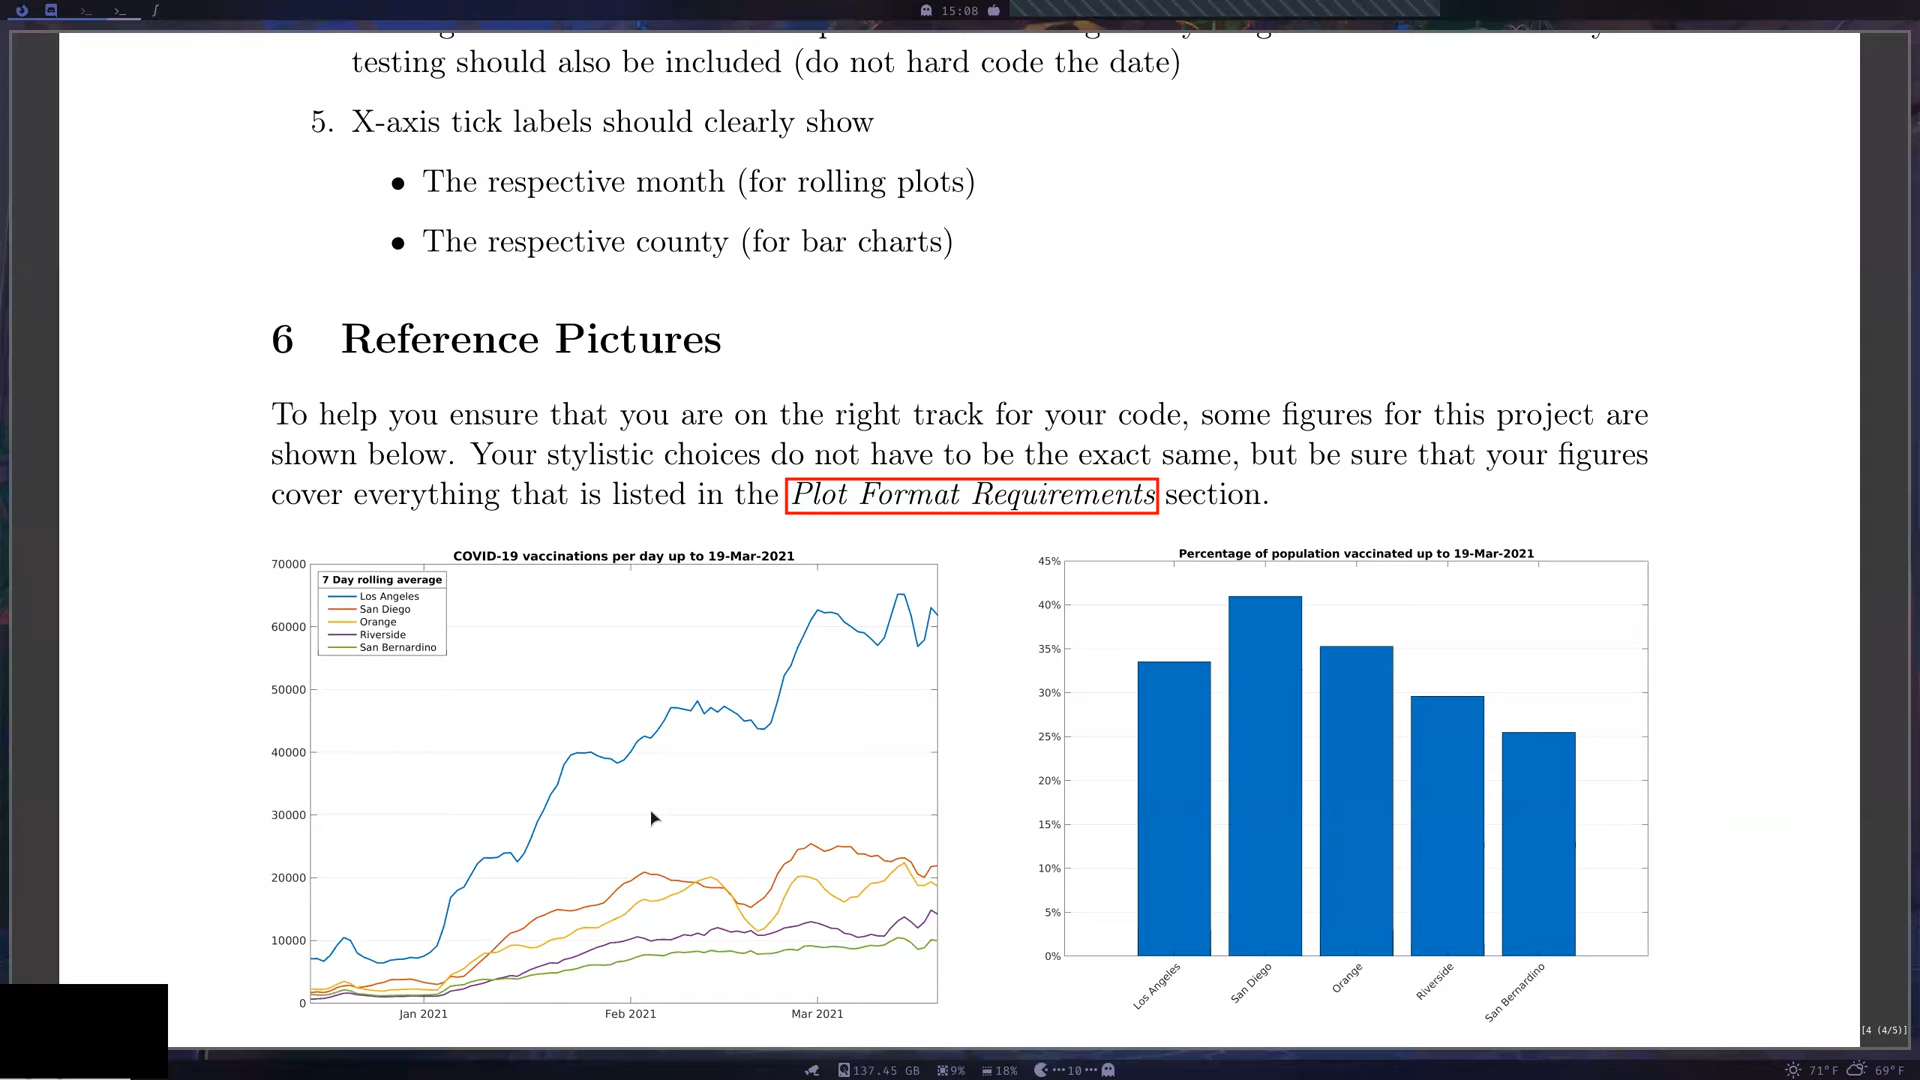 15:08
testing should also be included (do not hard code the date)
5. X-axis tick labels should clearly show
• The respective month (for rolling plots)
• The respective county (for bar charts)
6 Reference Pictures
To help you ensure that you are on the right track for your code, some figures for this project are
shown below. Your stylistic choices do not have to be the exact same, but be sure that your figures
cover everything that is listed in the Plot Format Requirements section.
COVID-19 vaccinations per day up to 19-Mar-2021
70000
60000
50000
40000
30000
20000
10000
0
7 Day rolling average
Los Angeles
San Diego
Orange
Riverside
San Bernardino
Jan 2021 Feb 2021 Mar 2021
Percentage of population vaccinated up to 19-Mar-2021
45%
40%
35%
30%
25%
20%
15%
10%
5%
0%
Los Angeles
San Diego
Orange
Riverside
San Bernardino
[4 (4/5)]
137.45 GB 9% 18% 10 71°F 69°F